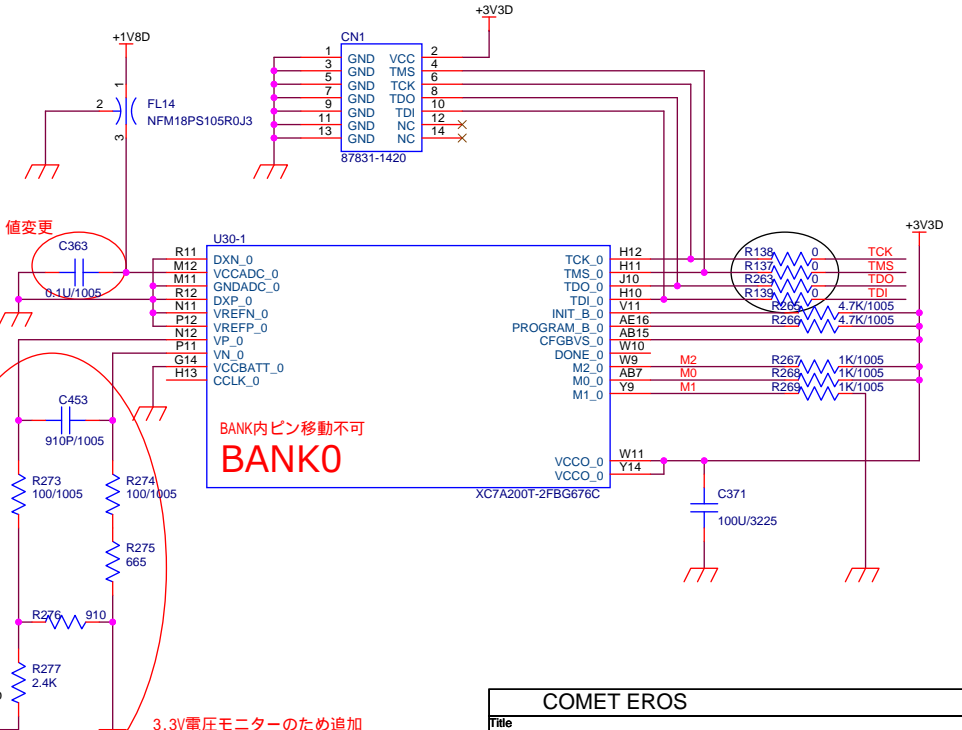 +3V3D
+1V8D
CN1
1 GND VCC 2
3 GND TMS 4
5 GND TCK 6
7 GND TDO 8
9 GND TDI 10
11 GND NC 12
13 GND NC 14
87831-1420
1
2
3
FL14
NFM18PS105R0J3
値変更
C363
0.1U/1005
+3V3D
U30-1
R11 DXN_0
M12 VCCADC_0
M11 GNDADC_0
R12 DXP_0
N11 VREFN_0
P12 VREFP_0
N12 VP_0
P11 VN_0
G14 VCCBATT_0
H13 CCLK_0
TCK_0 H12
TMS_0 H11
TDO_0 J10
TDI_0 H10
INIT_B_0 V11
PROGRAM_B_0 AE16
CFGBVS_0 AB15
DONE_0 W10
M2_0 W9
M0_0 AB7
M1_0 Y9
VCCO_0 W11
VCCO_0 Y14
XC7A200T-2FBG676C
BANK内ピン移動不可
BANK0
R138 0 TCK
R137 0 TMS
R263 0 TDO
R139 0 TDI
R265 4.7K/1005
R266 4.7K/1005
M2 R267 1K/1005
M0 R268 1K/1005
M1 R269 1K/1005
C371
100U/3225
C453
910P/1005
R273
100/1005
R274
100/1005
R275
665
R276 910
R277
2.4K
3.3V電圧モニターのため追加
COMET EROS
Title